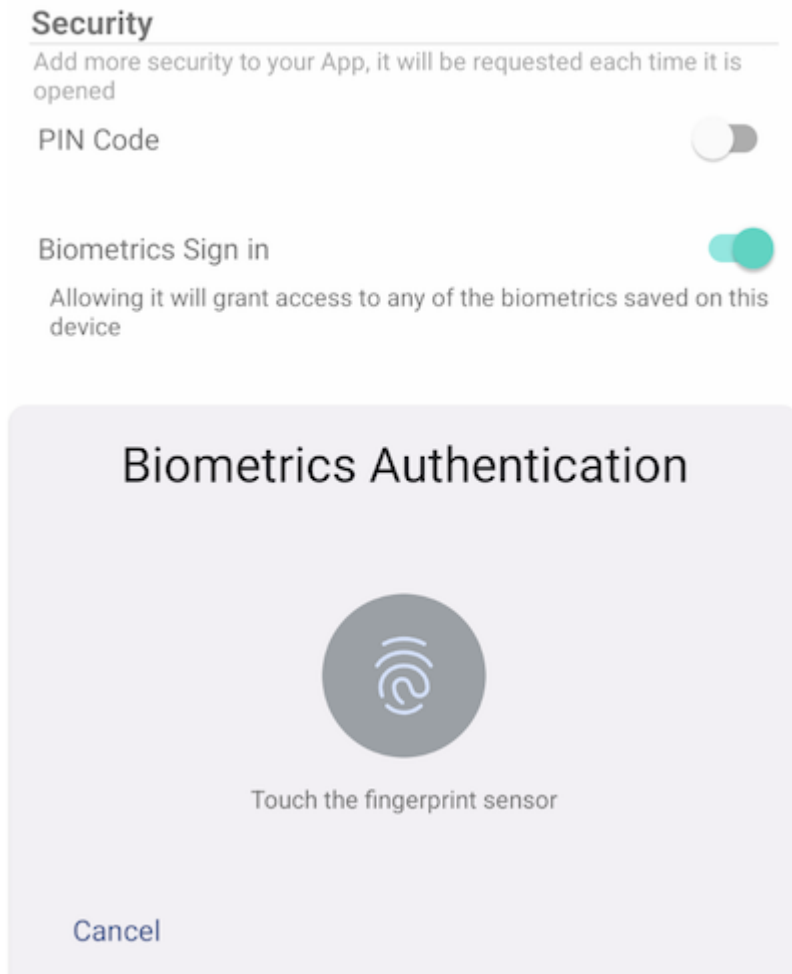 Security
Add more security to your App, it will be requested each time it is
opened
PIN Code
Biometrics Sign in
Allowing it will grant access to any of the biometrics saved on this
device
Biometrics Authentication
Touch the fingerprint sensor
Cancel